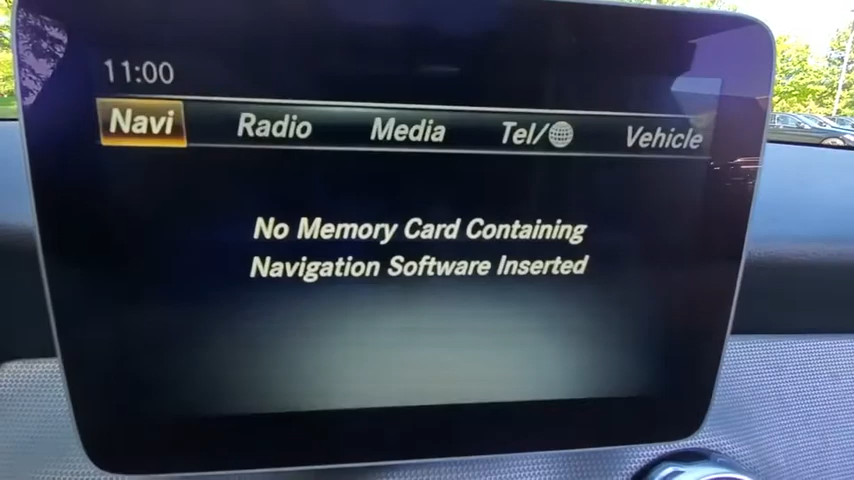 11:00
Navi Radio Media Tel/ Vehicle
No Memory Card Containing
Navigation Software Inserted